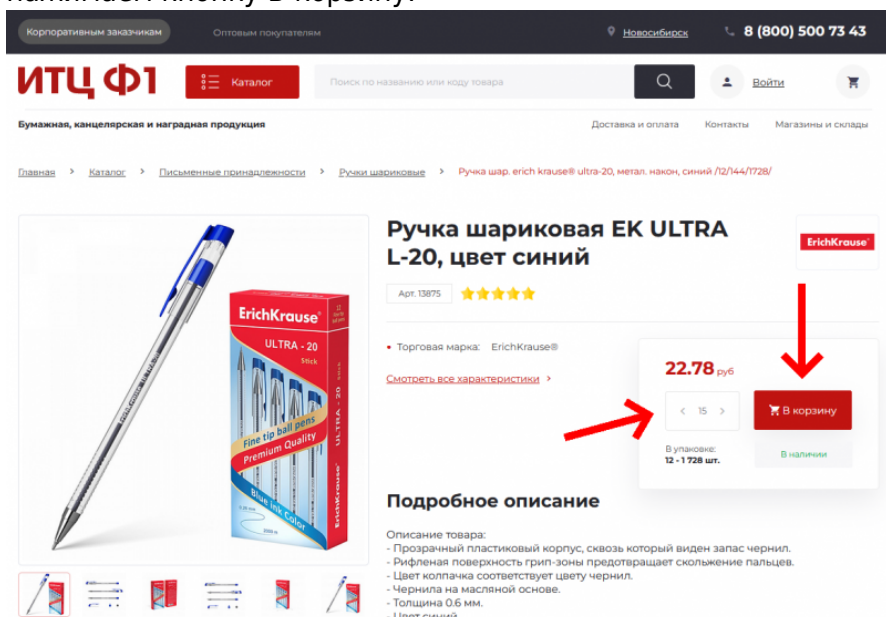 Корпоративным заказчикам Оптовым покупателям Новосибирск 8 (800) 500 73 43
ИТЦ Ф1 Каталог Поиск по названию или коду товара Войти
Бумажная, канцелярская и наградная продукция Доставка и оплата Контакты Магазины и склады
Главная > Каталог > Письменные принадлежности > Ручки шариковые > Ручка шар. erich krause® ultra-20, метал. након, синий /12/144/1728/
Ручка шариковая EK ULTRA
L-20, цвет синий
ErichKrause
Арт. 13875
• Торговая марка: ErichKrause®
Смотреть все характеристики >
22.78 руб
< 15 > В корзину
В упаковке:
12 - 1 728 шт.
В наличии
ErichKrause®
ULTRA - 20
Stick
Fine tip ball pens
Premium Quality
Blue Ink Color
ULTRA - 20
ErichKrause
Подробное описание
Описание товара:
- Прозрачный пластиковый корпус, сквозь который виден запас чернил.
- Рифленая поверхность грип-зоны предотвращает скольжение пальцев.
- Цвет колпачка соответствует цвету чернил.
- Чернила на масляной основе.
- Толщина 0.6 мм.
- Цвет синий